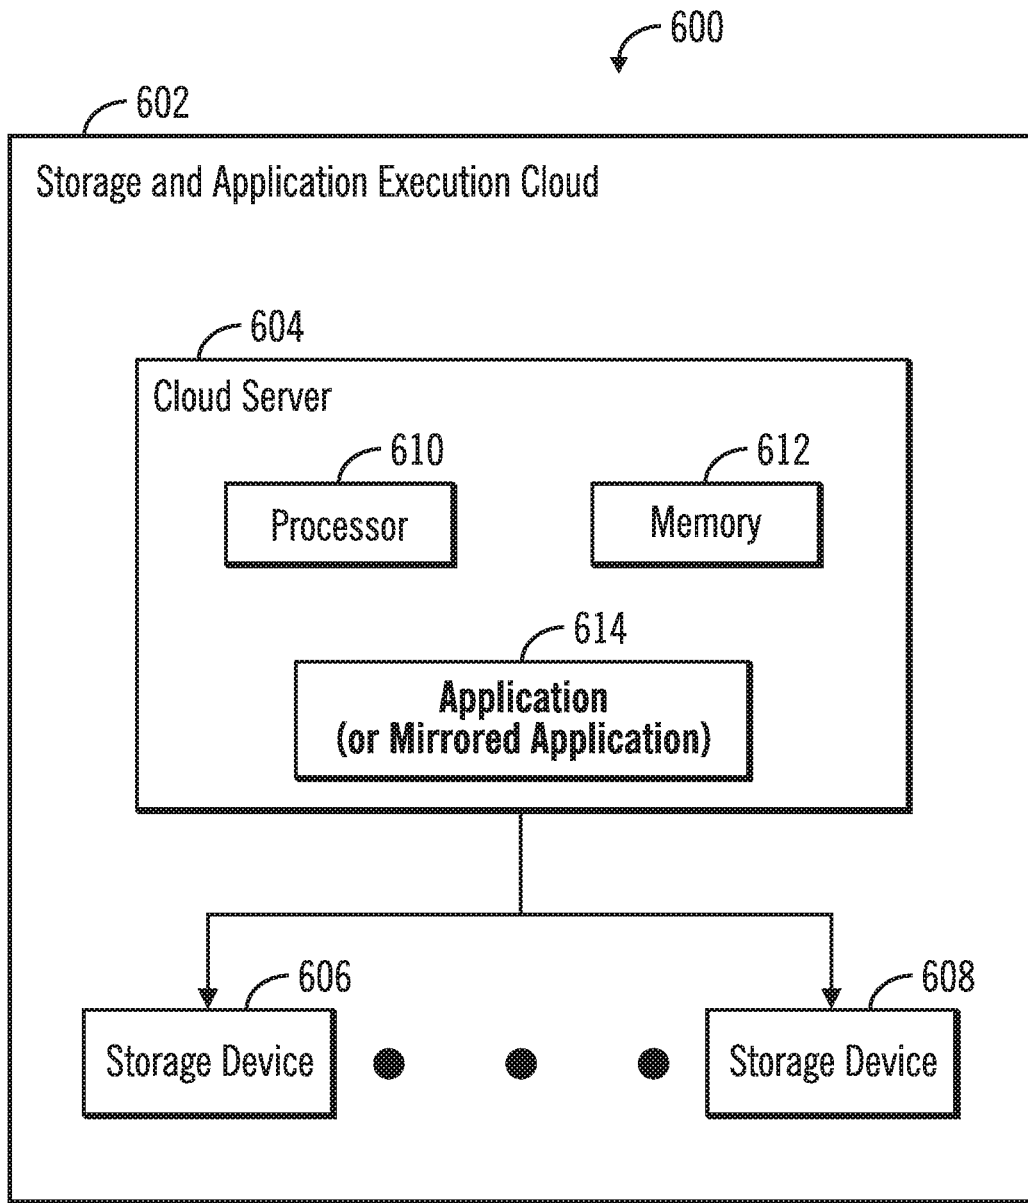 600
602
Storage and Application Execution Cloud
604
Cloud Server
610
612
Processor
Memory
614
Application
(or Mirrored Application)
606
608
Storage Device
Storage Device